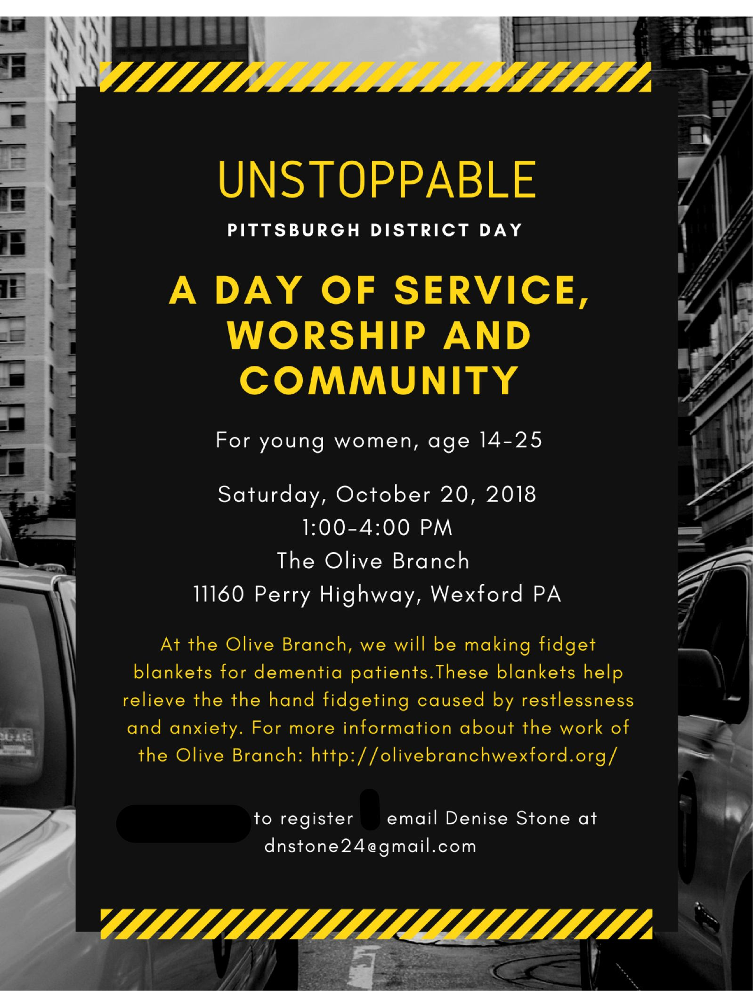 UNSTOPPABLE
PITTSBURGH DISTRICT DAY
A DAY OF SERVICE,
WORSHIP AND
COMMUNITY
For young women, age 14-25
Saturday, October 20, 2018
1:00-4:00 PM
The Olive Branch
11160 Perry Highway, Wexford PA
At the Olive Branch, we will be making fidget
blankets for dementia patients.These blankets help
relieve the the hand fidgeting caused by restlessness
and anxiety. For more information about the work of
the Olive Branch: http://olivebranchwexford.org/
to register email Denise Stone at
dnstone24@gmail.com